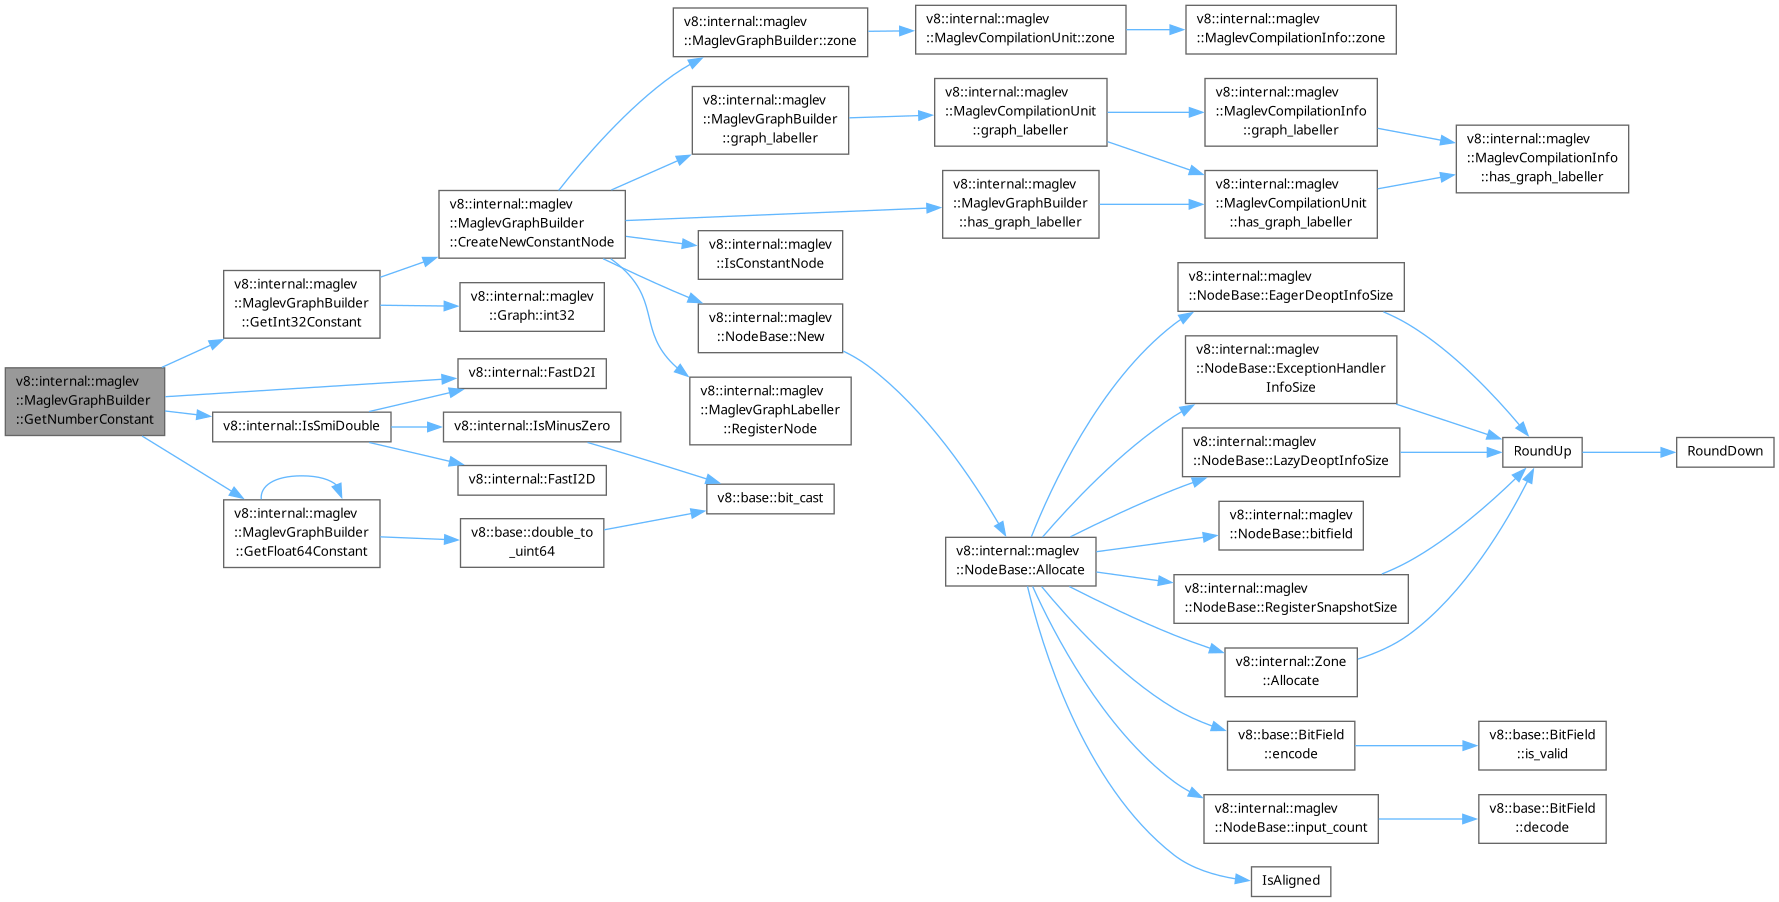 v8::internal::maglev
::MaglevGraphBuilder
::GetNumberConstant
v8::internal::maglev
::MaglevGraphBuilder
::GetInt32Constant
v8::internal::maglev
::MaglevGraphBuilder
::CreateNewConstantNode
v8::internal::maglev
::MaglevGraphBuilder::zone
v8::internal::maglev
::MaglevCompilationUnit::zone
v8::internal::maglev
::MaglevCompilationInfo::zone
v8::internal::maglev
::MaglevGraphBuilder
::graph_labeller
v8::internal::maglev
::MaglevCompilationUnit
::graph_labeller
v8::internal::maglev
::MaglevCompilationInfo
::graph_labeller
v8::internal::maglev
::MaglevCompilationInfo
::has_graph_labeller
v8::internal::maglev
::MaglevCompilationUnit
::has_graph_labeller
v8::internal::maglev
::MaglevGraphBuilder
::has_graph_labeller
v8::internal::maglev
::IsConstantNode
v8::internal::maglev
::NodeBase::New
v8::internal::maglev
::MaglevGraphLabeller
::RegisterNode
v8::internal::maglev
::Graph::int32
v8::internal::FastD2I
v8::internal::IsSmiDouble
v8::internal::IsMinusZero
v8::internal::FastI2D
v8::base::bit_cast
v8::internal::maglev
::MaglevGraphBuilder
::GetFloat64Constant
v8::base::double_to
_uint64
v8::internal::maglev
::NodeBase::Allocate
v8::internal::maglev
::NodeBase::EagerDeoptInfoSize
v8::internal::maglev
::NodeBase::ExceptionHandler
InfoSize
v8::internal::maglev
::NodeBase::LazyDeoptInfoSize
v8::internal::maglev
::NodeBase::bitfield
v8::internal::maglev
::NodeBase::RegisterSnapshotSize
v8::internal::Zone
::Allocate
RoundUp
RoundDown
v8::base::BitField
::encode
v8::base::BitField
::is_valid
v8::internal::maglev
::NodeBase::input_count
v8::base::BitField
::decode
IsAligned